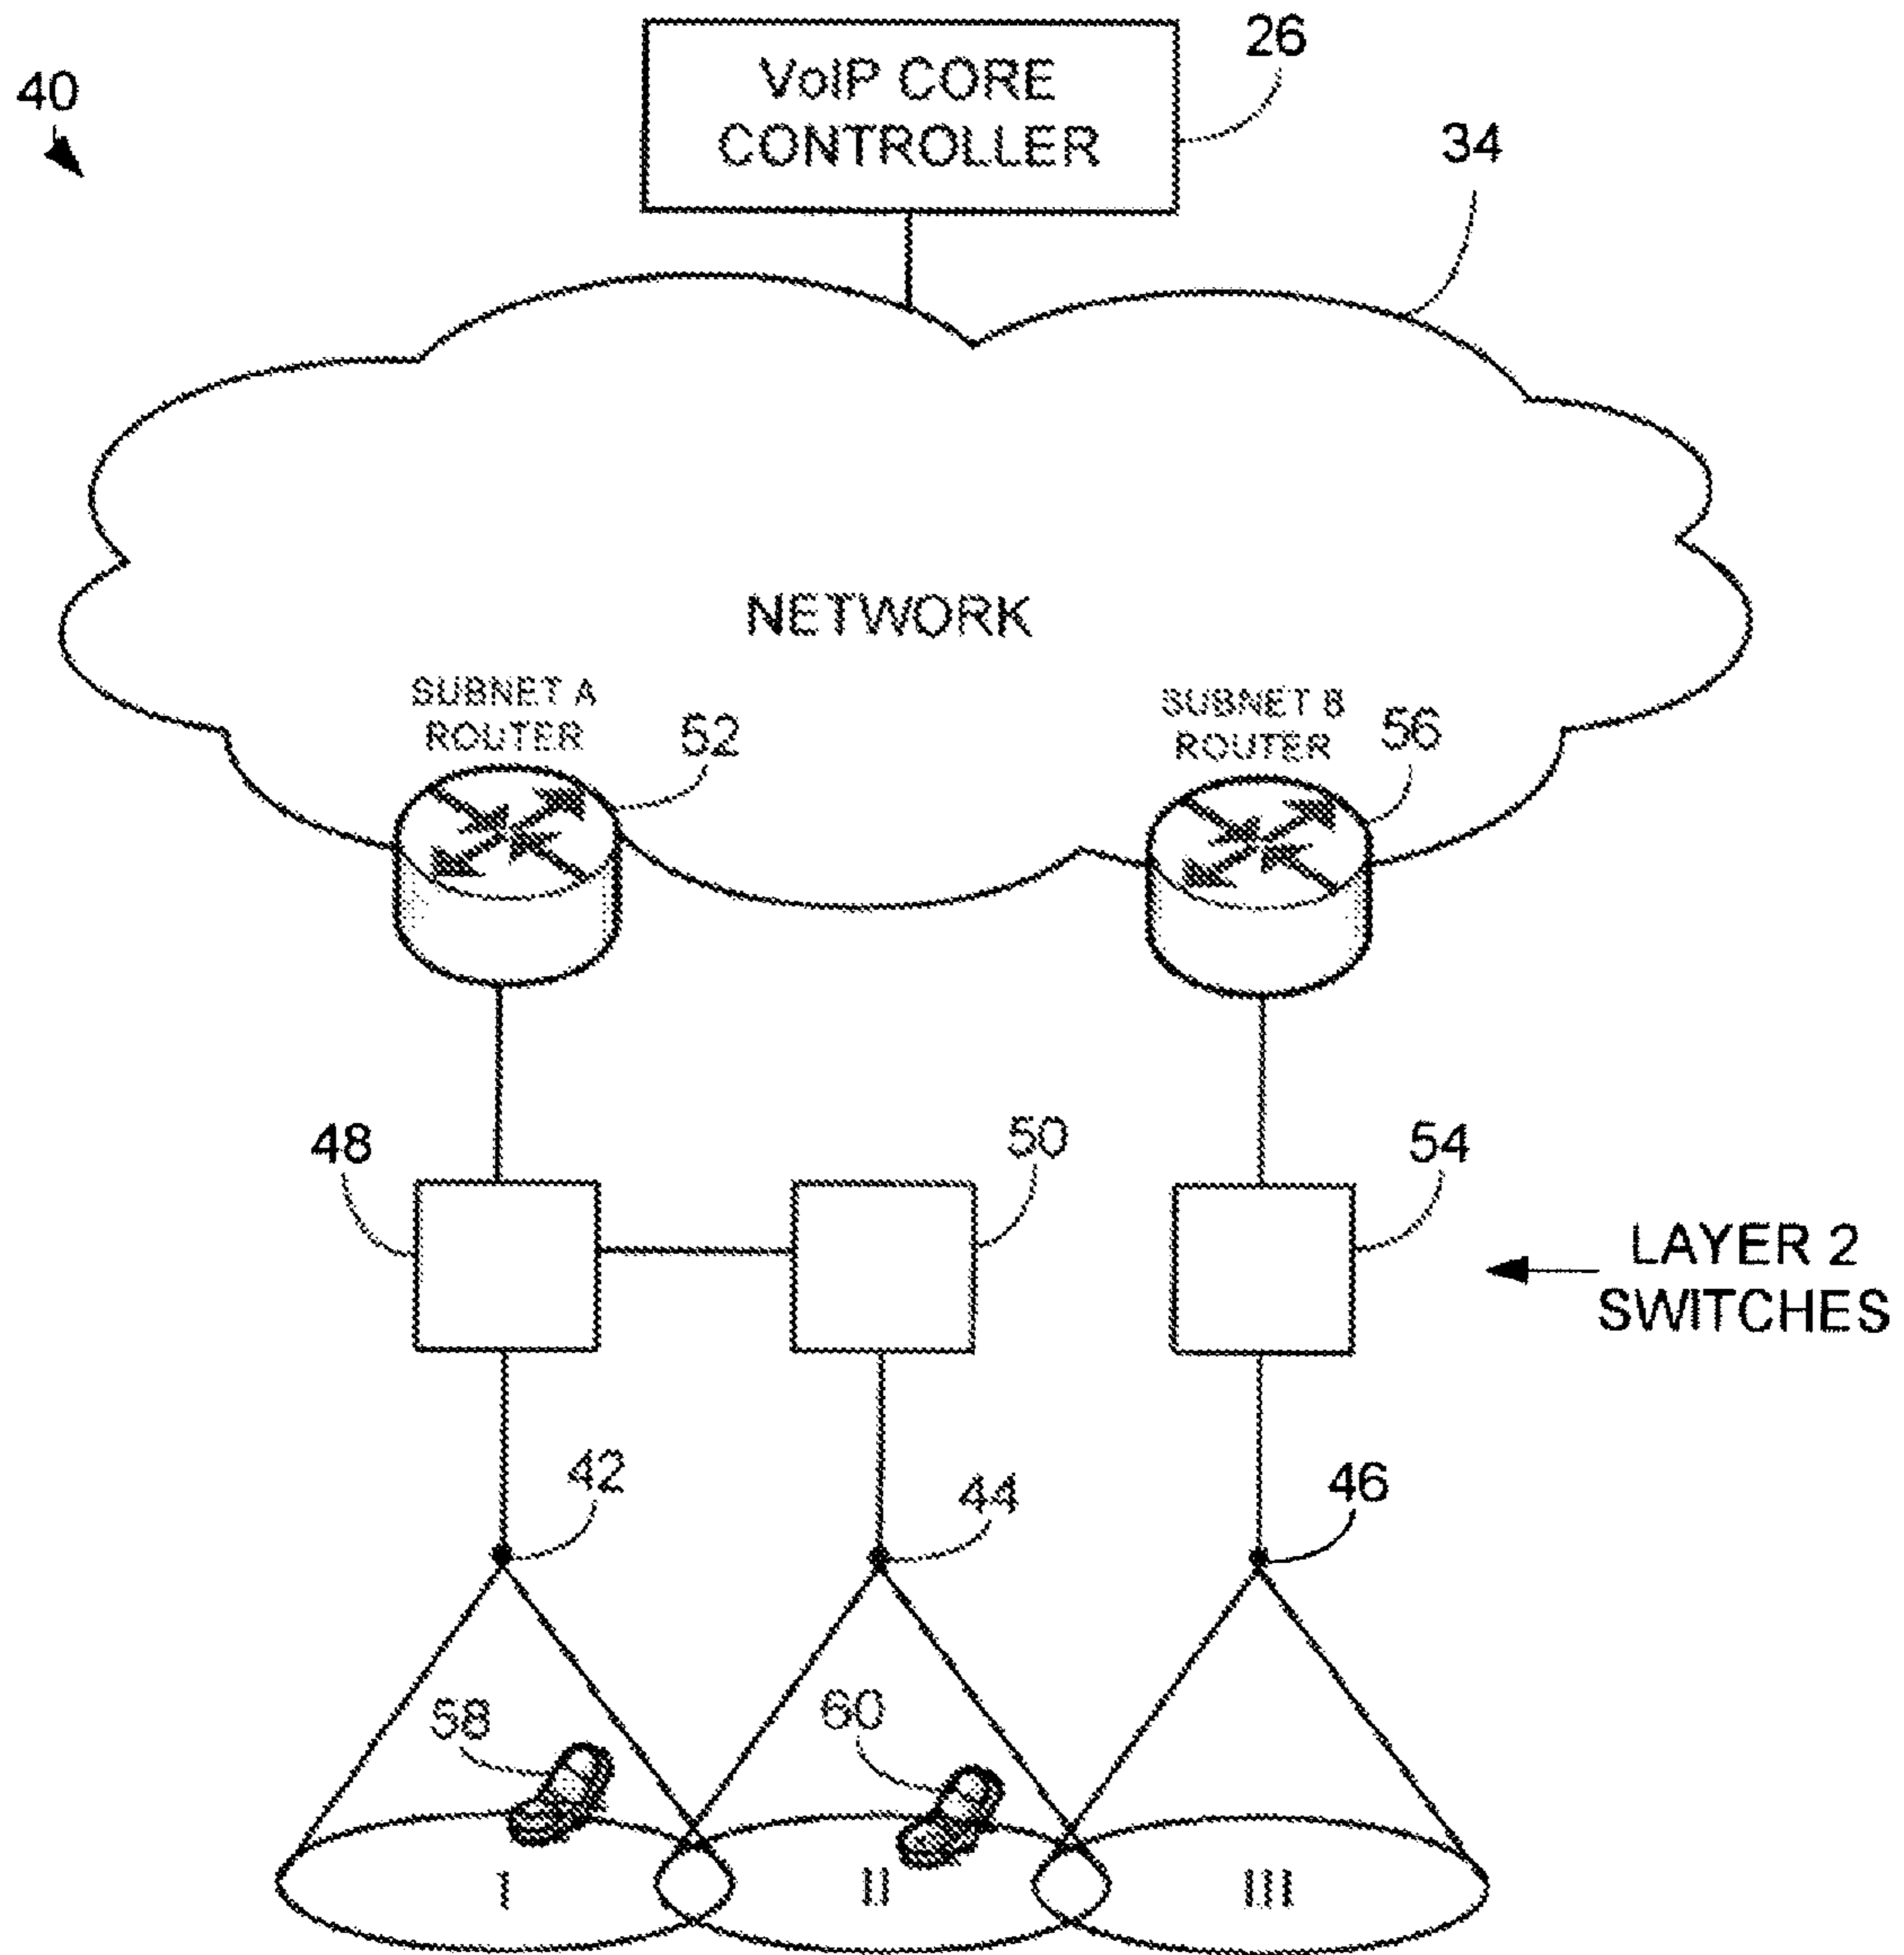 40
VoIP CORE
CONTROLLER
26
34
NETWORK
SUBNET A
ROUTER
52
SUBNET B
ROUTER
56
48
50
54
LAYER 2
SWITCHES
42
44
46
58
60
I
II
III